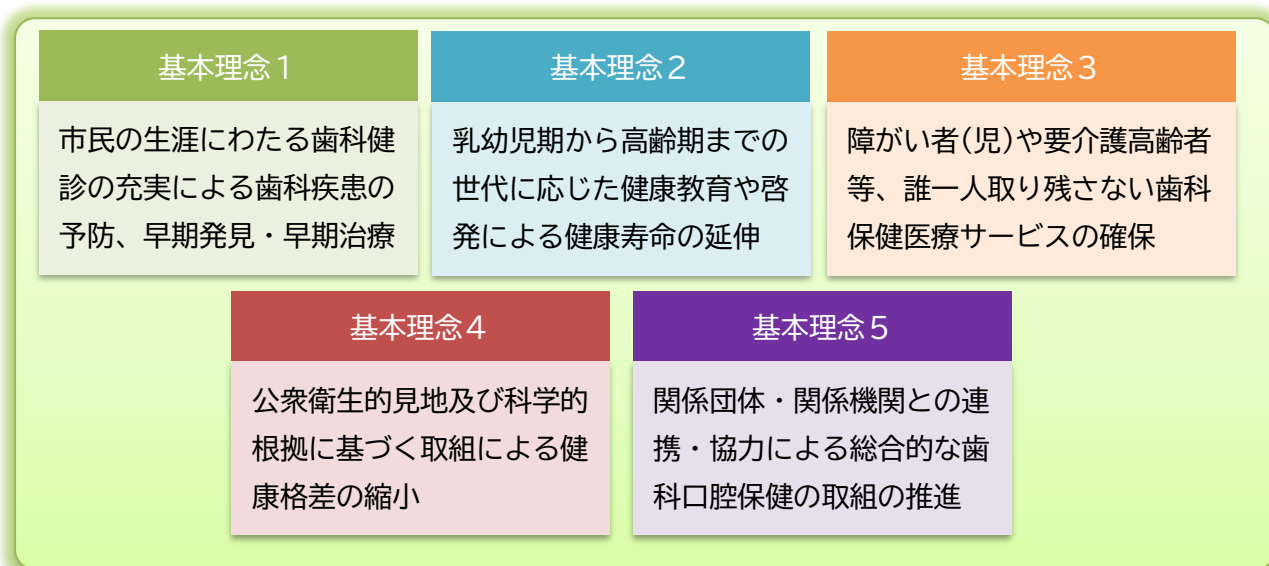 基本理念1
市民の生涯にわたる歯科健
診の充実による歯科疾患の
予防、早期発見・早期治療
基本理念2
乳幼児期から高齢期までの
世代に応じた健康教育や啓
発による健康寿命の延伸
基本理念3
障がい者(児)や要介護高齢者
等、誰一人取り残さない歯科
保健医療サービスの確保
基本理念4
公衆衛生的見地及び科学的
根拠に基づく取組による健
康格差の縮小
基本理念5
関係団体・関係機関との連
携・協力による総合的な歯
科口腔保健の取組の推進